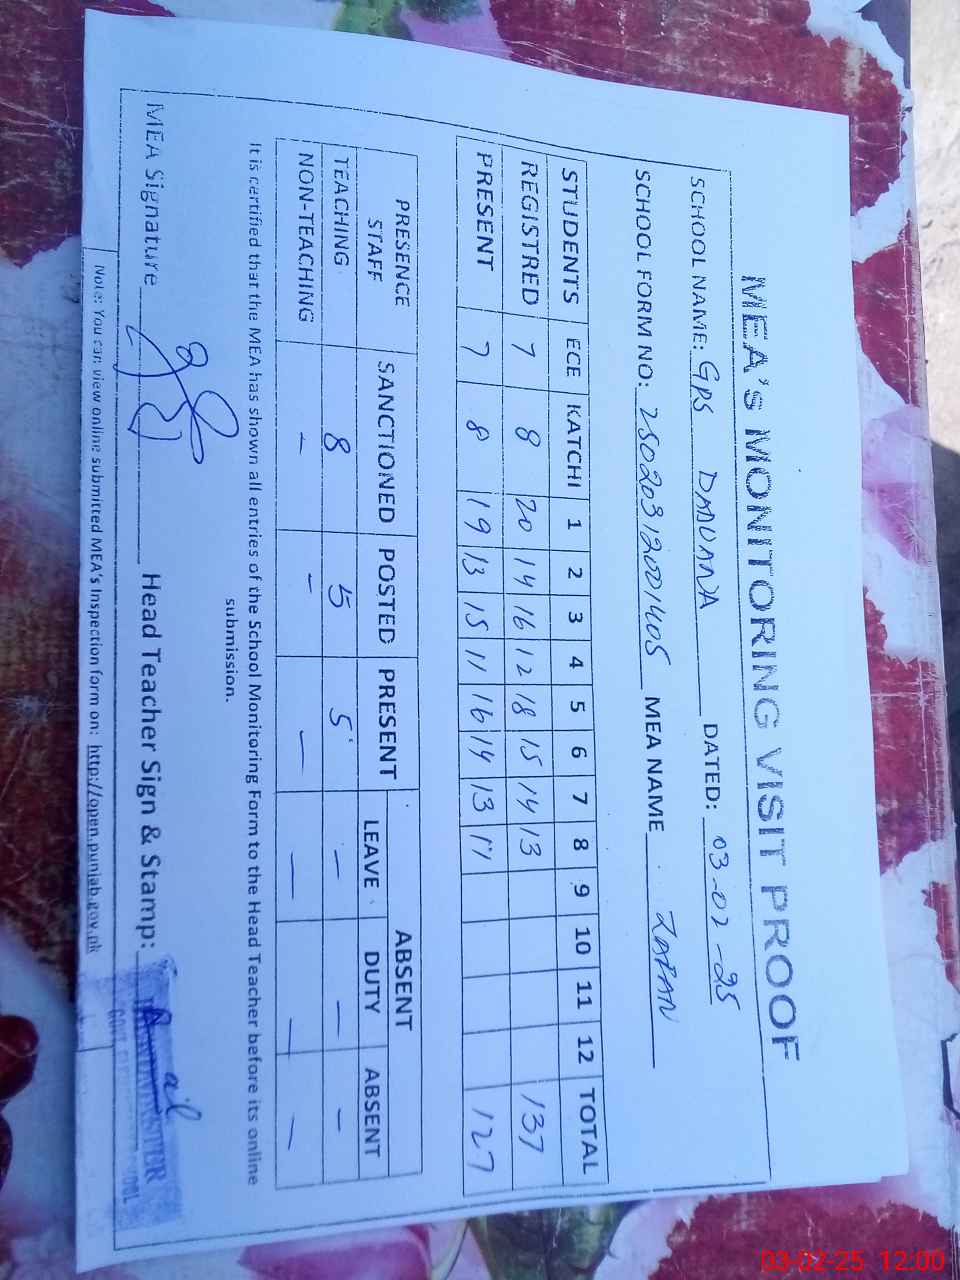 MEA'S MONITORING VISIT PROOF
SCHOOL NAME: GPS DADUANA DATED: 03-02-25
SCHOOL FORM NO: 25020312001405 MEA NAME ZAPAN
STUDENTS ECE KATCHI 1 2 3 4 5 6 7 8 9 10 11 12 TOTAL
REGISTRED 7 8 20 14 16 12 18 15 14 13 137
PRESENT 7 8 19 13 15 11 16 14 13 11 127
PRESENCE STAFF SANCTIONED POSTED PRESENT ABSENT
LEAVE DUTY ABSENT
TEACHING 8 5 5 - - -
NON-TEACHING - - - - - -
It is certified that the MEA has shown all entries of the School Monitoring Form to the Head Teacher before its online
submission.
MEA Signature Head Teacher Sign & Stamp:
Note: You can view online submitted MEA's Inspection form on: http://open.punjab.gov.pk
03-02-25 12:00